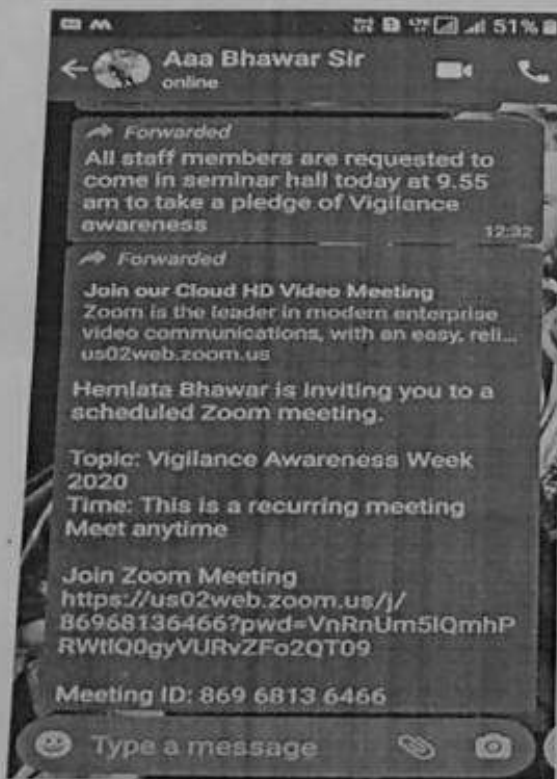 51%
Aaa Bhawar Sir
online
Forwarded
All staff members are requested to
come in seminar hall today at 9.55
am to take a pledge of Vigilance
awareness
12:32
Forwarded
Join our Cloud HD Video Meeting
Zoom is the leader in modern enterprise
video communications, with an easy, reli...
us02web.zoom.us
Hemlata Bhawar is inviting you to a
scheduled Zoom meeting.
Topic: Vigilance Awareness Week
2020
Time: This is a recurring meeting
Meet anytime
Join Zoom Meeting
https://us02web.zoom.us/j/
Meeting ID: 869 6813 6466
Type a message